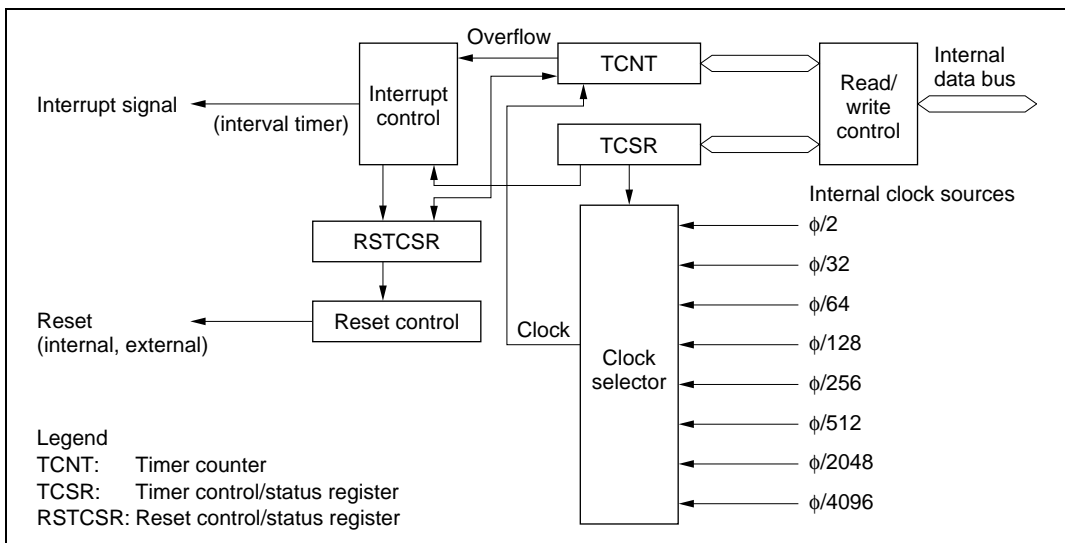 Overflow
TCNT
Read/
write
control
Internal
data bus
Interrupt signal
(interval timer)
Interrupt
control
TCSR
Internal clock sources
RSTCSR
Reset control
Reset
(internal, external)
Clock
Clock
selector
ϕ/2
ϕ/32
ϕ/64
ϕ/128
ϕ/256
ϕ/512
ϕ/2048
ϕ/4096
Legend
TCNT: Timer counter
TCSR: Timer control/status register
RSTCSR: Reset control/status register